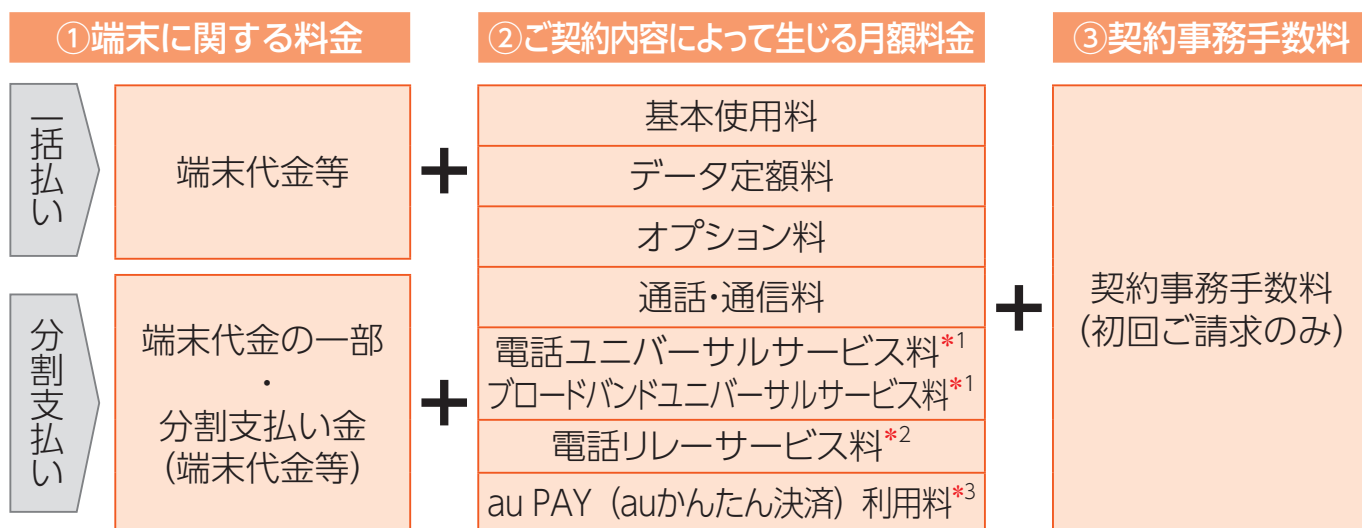 ①端末に関する料金
②ご契約内容によって生じる月額料金
③契約事務手数料
一括払い
端末代金等
+
基本使用料
データ定額料
オプション料
通話・通信料
電話ユニバーサルサービス料*1
ブロードバンドユニバーサルサービス料*1
電話リレーサービス料*2
au PAY（auかんたん決済）利用料*3
分割支払い
端末代金の一部
・
分割支払い金
（端末代金等）
+
+
契約事務手数料
（初回ご請求のみ）